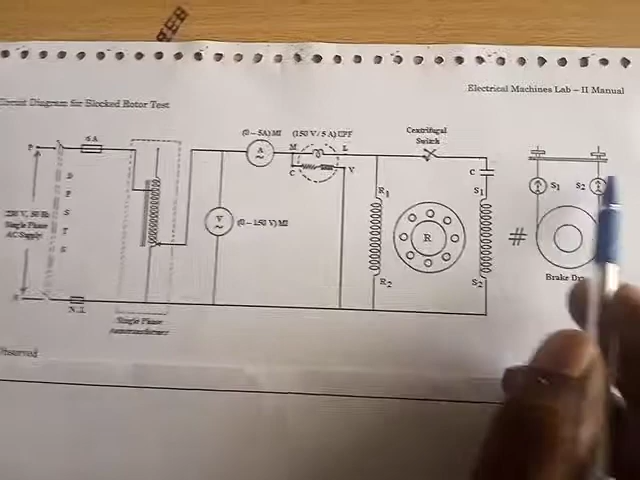 Electrical Machines Lab – II Manual
Circuit Diagram for Blocked Rotor Test
6 A
(0 – 5A) MI
(150 V/ 5 A) UPF
Centrifugal
Switch
P
M
L
A
C
V
C
D
P
S
T
S
R1
S1
S1
S2
230 V, 50 Hz
Single Phase
AC Supply
V
(0 – 150 V) MI
R
#
R2
S2
Brake Dr
N
N.L
Single Phase
Autotransformer
Observed